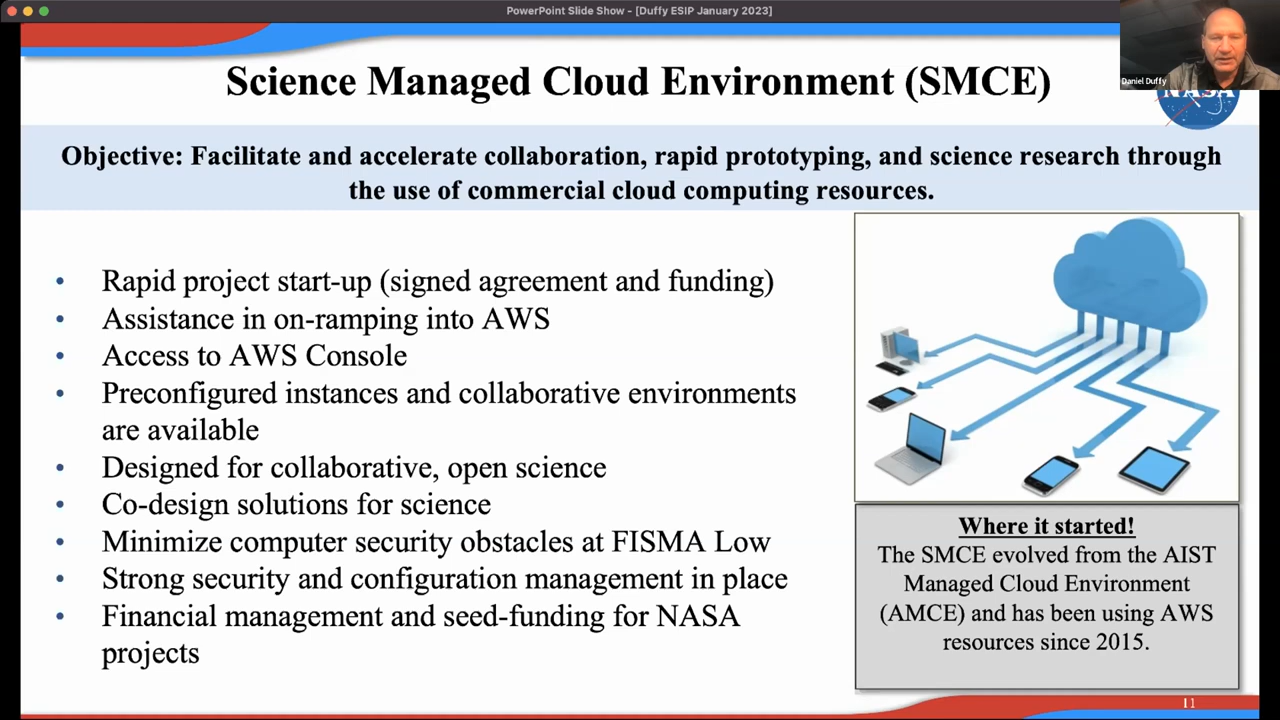 PowerPoint Slide Show - [Duffy ESIP January 2023]
Daniel Duffy
NASA
Science Managed Cloud Environment (SMCE)
Objective: Facilitate and accelerate collaboration, rapid prototyping, and science research through
the use of commercial cloud computing resources.
• Rapid project start-up (signed agreement and funding)
• Assistance in on-ramping into AWS
• Access to AWS Console
• Preconfigured instances and collaborative environments
are available
• Designed for collaborative, open science
• Co-design solutions for science
• Minimize computer security obstacles at FISMA Low
• Strong security and configuration management in place
• Financial management and seed-funding for NASA
projects
Where it started!
The SMCE evolved from the AIST
Managed Cloud Environment
(AMCE) and has been using AWS
resources since 2015.
11